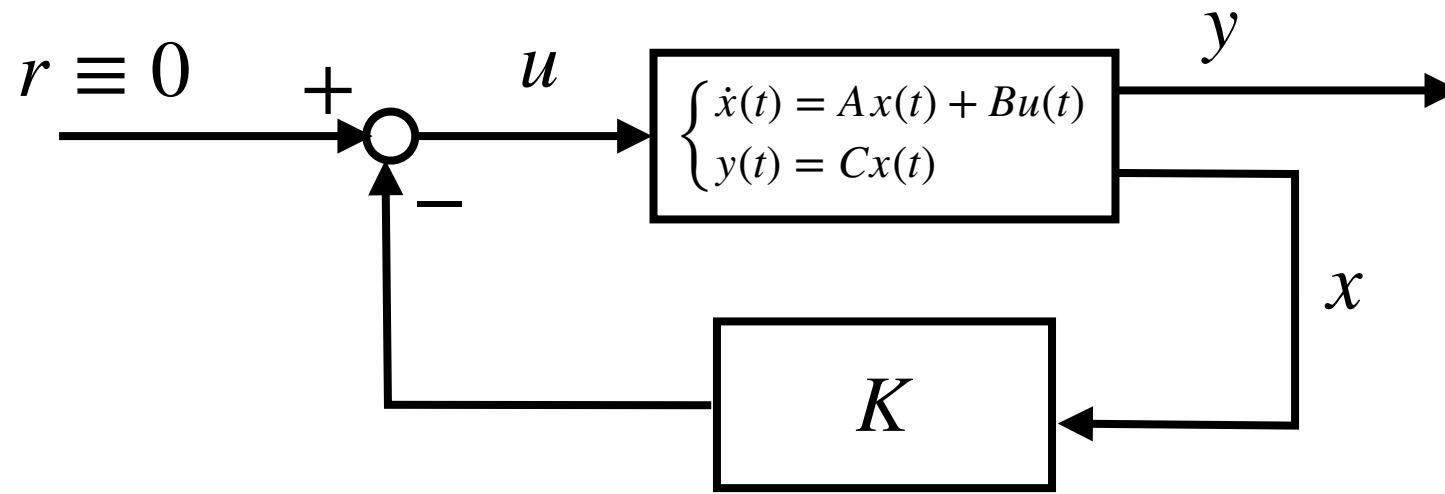 y
r ≡ 0
+
u
ẋ(t) = Ax(t) + Bu(t)
y(t) = Cx(t)
−
x
K